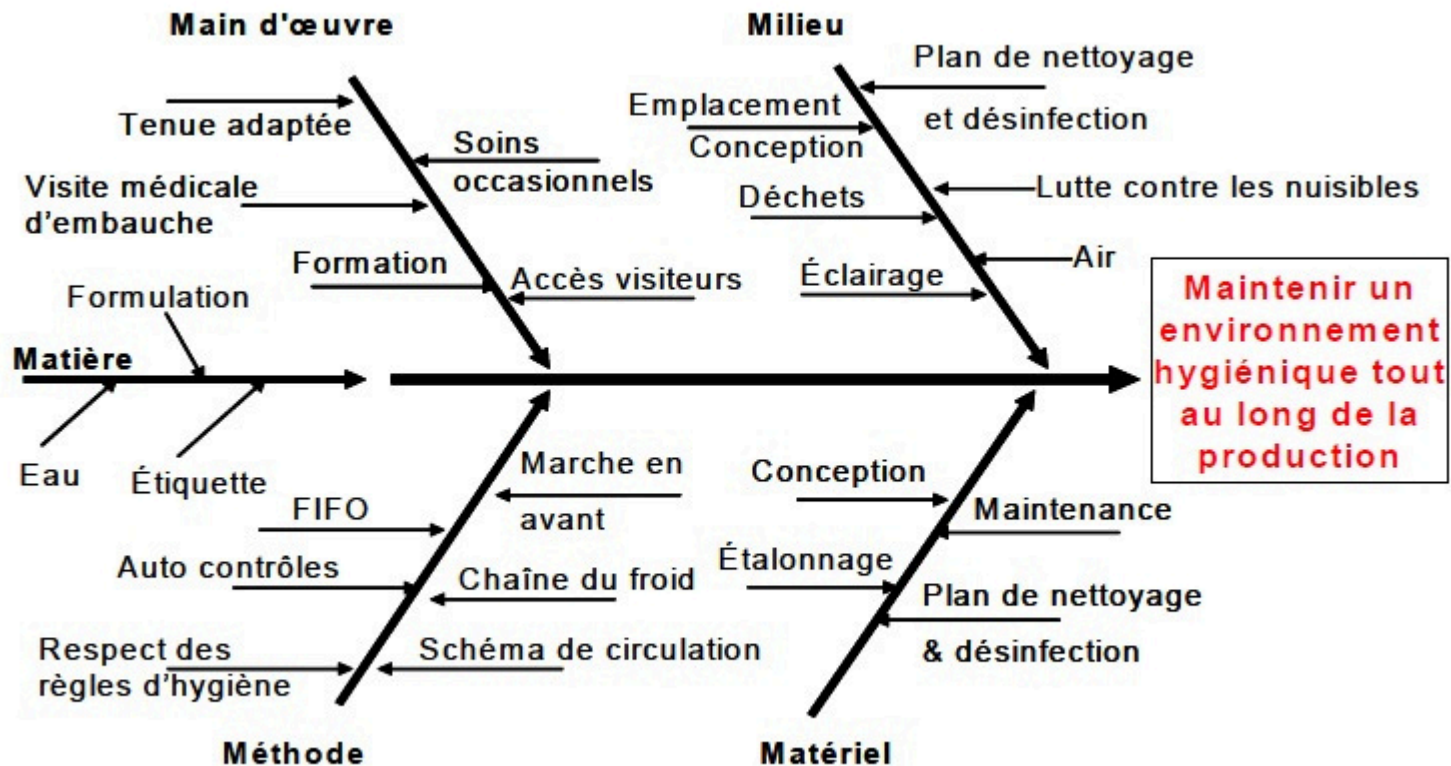 Main d'œuvre
Milieu
Plan de nettoyage
et désinfection
Tenue adaptée
Emplacement
Conception
Soins
occasionnels
Visite médicale
d'embauche
Lutte contre les nuisibles
Déchets
Formation
Accès visiteurs
Air
Éclairage
Formulation
Matière
Maintenir un
environnement
hygiénique tout
au long de la
production
Eau
Étiquette
Marche en
avant
FIFO
Auto contrôles
Chaîne du froid
Respect des
règles d'hygiène
Schéma de circulation
Méthode
Conception
Maintenance
Étalonnage
Plan de nettoyage
& désinfection
Matériel